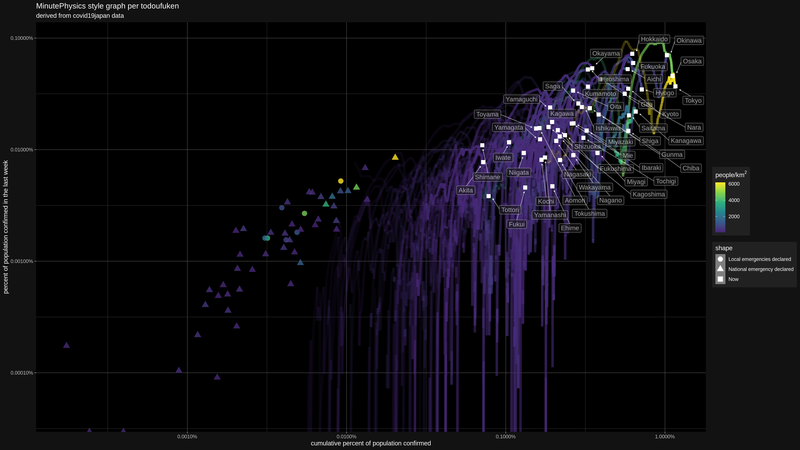 MinutePhysics style graph per todoufuken
derived from covid19japan data
0.10000%
0.01000%
0.00100%
0.00010%
percent of population confirmed in the last week
0.0010%
0.0100%
0.1000%
1.0000%
cumulative percent of population confirmed
Hokkaido
Okinawa
Okayama
Osaka
Fukuoka
Aichi
Saga
Hyogo
Tokyo
Kumamoto
Yamaguchi
Oita
Kyoto
Toyama
Kagawa
Nara
Yamagata
Ishikawa
Saitama
Kanagawa
Miyazaki
Shiga
Shizuoka
Gunma
Iwate
Mie
Ibaraki
Chiba
Fukushima
Shimane
Niigata
Nagasaki
Miyagi
Tochigi
Akita
Wakayama
Kagoshima
Kochi
Aomori
Nagano
Tottori
Yamanashi
Tokushima
Fukui
Ehime
people/km²
6000
4000
2000
shape
Local emergencies declared
National emergency declared
Now